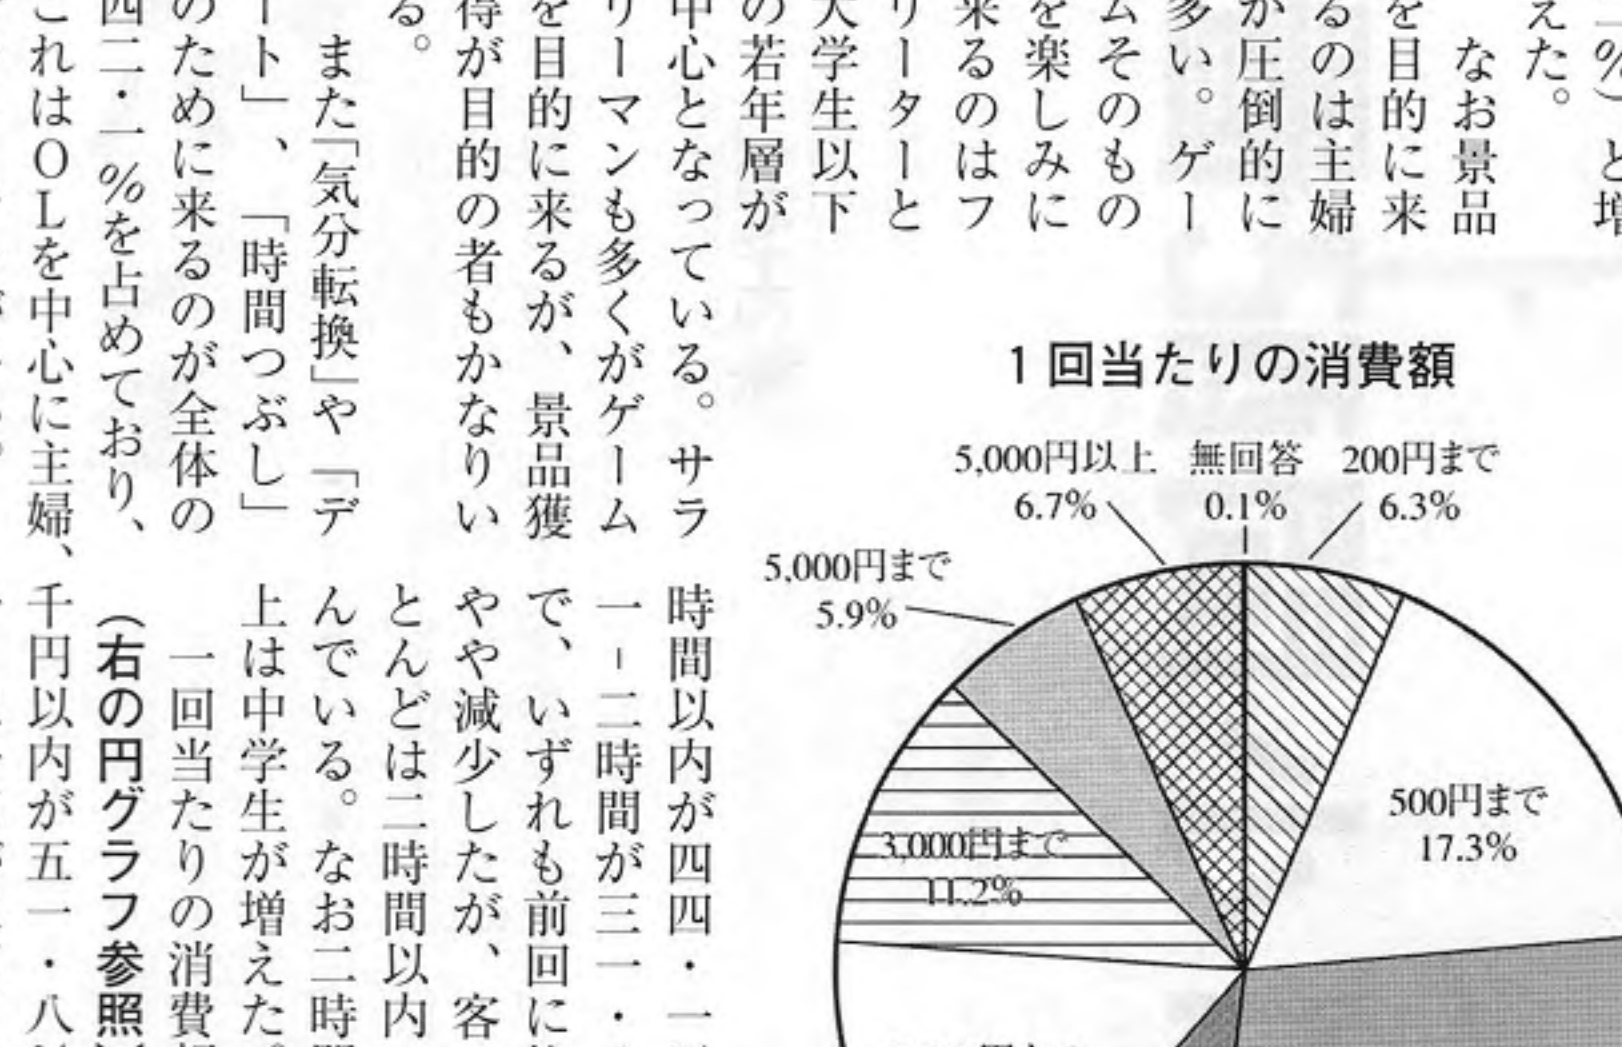 二%）と増
えた。
なお景品
を目的に来
るのは主婦
が圧倒的に
多い。ゲー
ムそのもの
を楽しみに
来るのはフ
リーターと
大学生以下
の若年層が
中心となっている。サラ
リーマンも多くがゲーム
を目的に来るが、景品獲
得が目的の者もかなりい
る。
また「気分転換」や「デ
ート」、「時間つぶし」
のために来るのが全体の
四二・一%を占めており、
これはOLを中心に主婦、
1回当たりの消費額
5,000円以上
6.7%
無回答
0.1%
200円まで
6.3%
5,000円まで
5.9%
500円まで
17.3%
3,000円まで
11.2%
時間以内が四四・一
一-二時間が三一・
で、いずれも前回に
やや減少したが、客
とんどは二時間以内
んでいる。なお二時
上は中学生が増えた
一回当たりの消費
（右の円グラフ参照
千円以内が五一・八